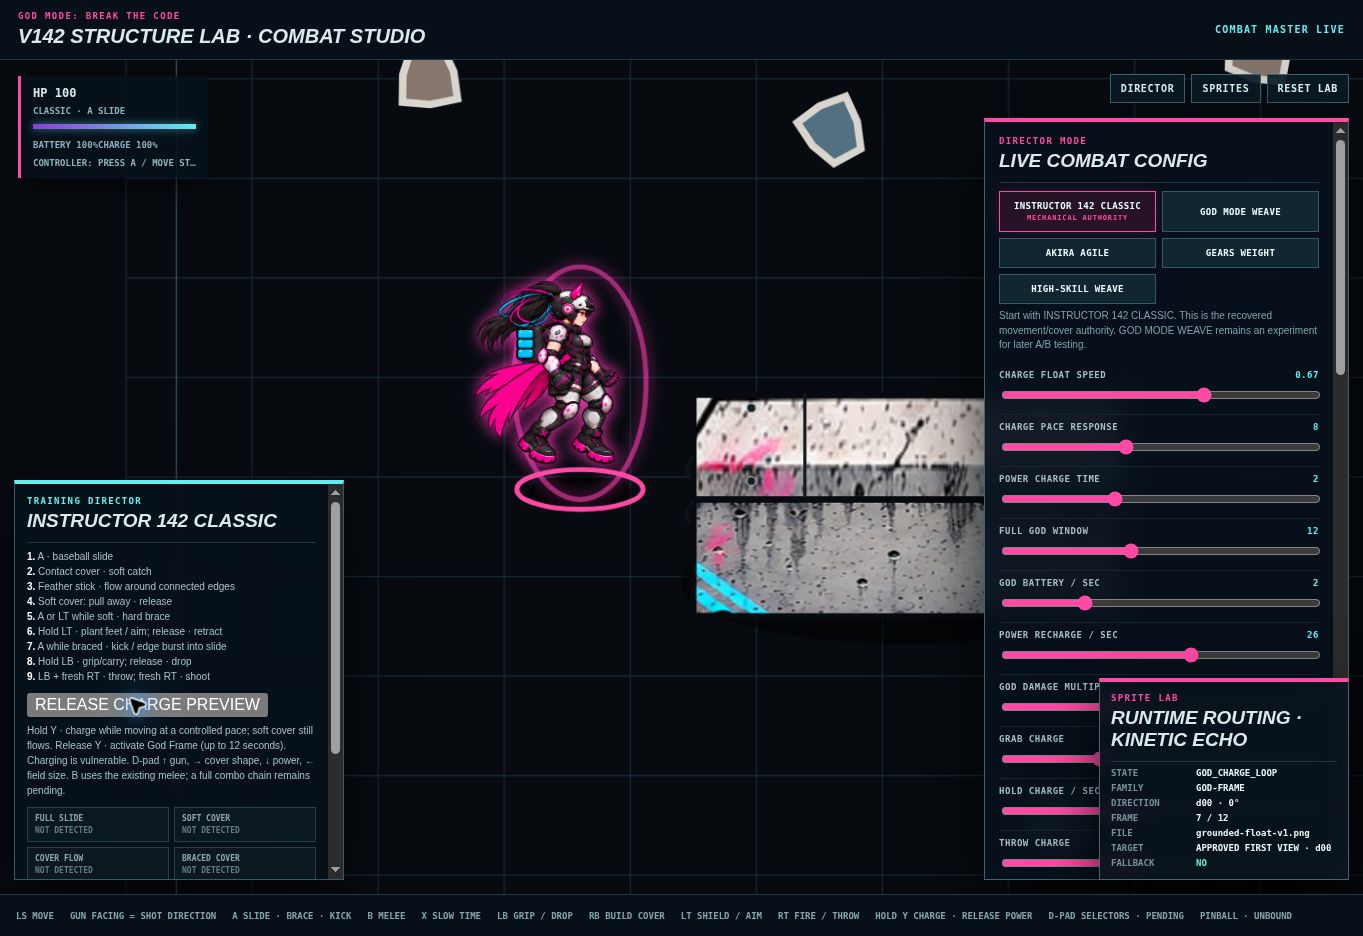 GOD MODE: BREAK THE CODE
V142 STRUCTURE LAB · COMBAT STUDIO
COMBAT MASTER LIVE
HP 100
CLASSIC · A SLIDE
BATTERY 100%CHARGE 100%
CONTROLLER: PRESS A / MOVE ST…
DIRECTOR
SPRITES
RESET LAB
DIRECTOR MODE
LIVE COMBAT CONFIG
INSTRUCTOR 142 CLASSIC
MECHANICAL AUTHORITY
GOD MODE WEAVE
AKIRA AGILE
GEARS WEIGHT
HIGH-SKILL WEAVE
Start with INSTRUCTOR 142 CLASSIC. This is the recovered
movement/cover authority. GOD MODE WEAVE remains an experiment
for later A/B testing.
CHARGE FLOAT SPEED 0.67
CHARGE PACE RESPONSE 8
POWER CHARGE TIME 2
FULL GOD WINDOW 12
GOD BATTERY / SEC 2
POWER RECHARGE / SEC 26
GOD DAMAGE MULTIP
GRAB CHARGE
HOLD CHARGE / SEC
THROW CHARGE
TRAINING DIRECTOR
INSTRUCTOR 142 CLASSIC
1. A · baseball slide
2. Contact cover · soft catch
3. Feather stick · flow around connected edges
4. Soft cover: pull away · release
5. A or LT while soft · hard brace
6. Hold LT · plant feet / aim; release · retract
7. A while braced · kick / edge burst into slide
8. Hold LB · grip/carry; release · drop
9. LB + fresh RT · throw; fresh RT · shoot
RELEASE CHARGE PREVIEW
Hold Y · charge while moving at a controlled pace; soft cover still
flows. Release Y · activate God Frame (up to 12 seconds).
Charging is vulnerable. D-pad ↑ gun, → cover shape, ↓ power, ←
field size. B uses the existing melee; a full combo chain remains
pending.
FULL SLIDE
NOT DETECTED
SOFT COVER
NOT DETECTED
COVER FLOW
NOT DETECTED
BRACED COVER
NOT DETECTED
SPRITE LAB
RUNTIME ROUTING ·
KINETIC ECHO
STATE GOD_CHARGE_LOOP
FAMILY GOD-FRAME
DIRECTION d00 · 0°
FRAME 7 / 12
FILE grounded-float-v1.png
TARGET APPROVED FIRST VIEW · d00
FALLBACK NO
LS MOVE GUN FACING = SHOT DIRECTION A SLIDE · BRACE · KICK B MELEE X SLOW TIME LB GRIP / DROP RB BUILD COVER LT SHIELD / AIM RT FIRE / THROW HOLD Y CHARGE · RELEASE POWER D-PAD SELECTORS · PENDING PINBALL · UNBOUND